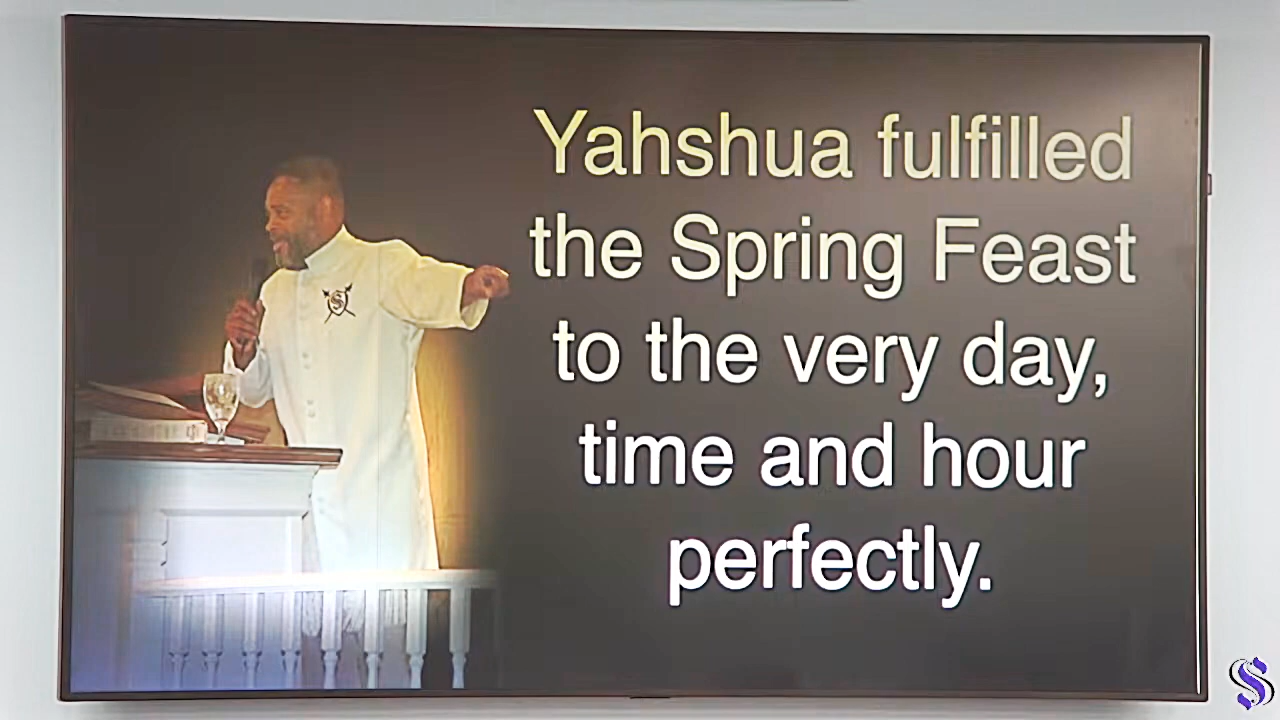 Yahshua fulfilled
the Spring Feast
to the very day,
time and hour
perfectly.
S
S